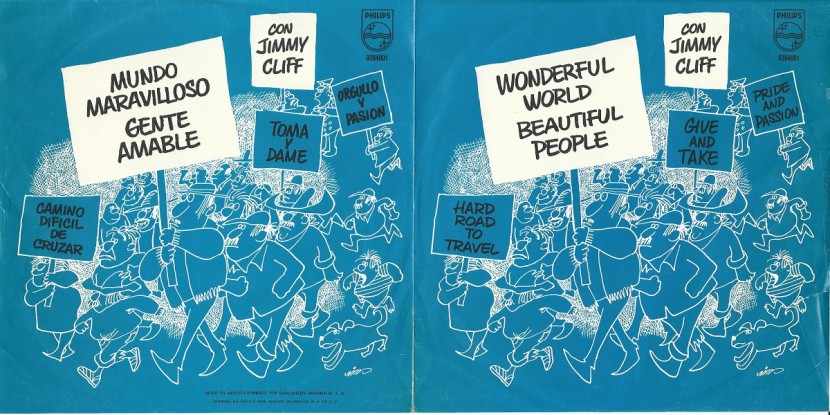 CON
JIMMY
CLIFF
PHILIPS
MUNDO
MARAVILLOSO
GENTE
AMABLE
ORGULLO
Y
PASION
TOMA
Y
DAME
CAMINO
DIFICIL
DE
CRUZAR
CON
JIMMY
CLIFF
PHILIPS
WONDERFUL
WORLD
BEAUTIFUL
PEOPLE
PRIDE
AND
PASSION
GIVE
AND
TAKE
HARD
ROAD
TO
TRAVEL